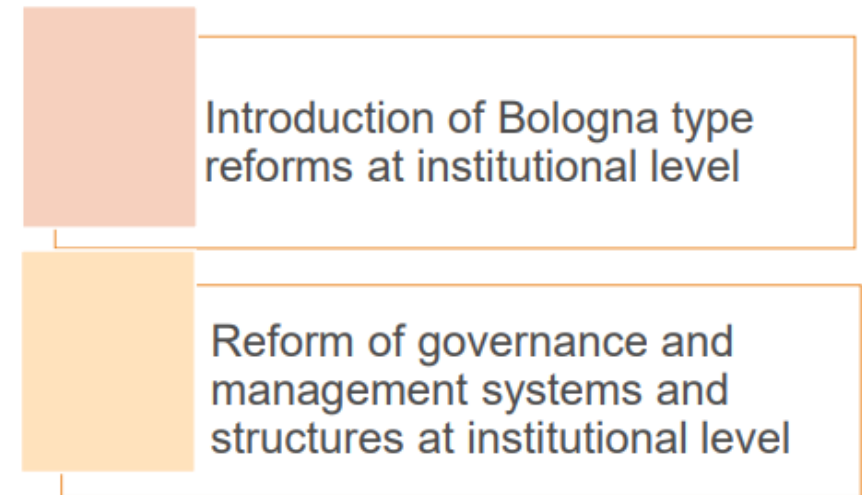 Introduction of Bologna type
reforms at institutional level
Reform of governance and
management systems and
structures at institutional level